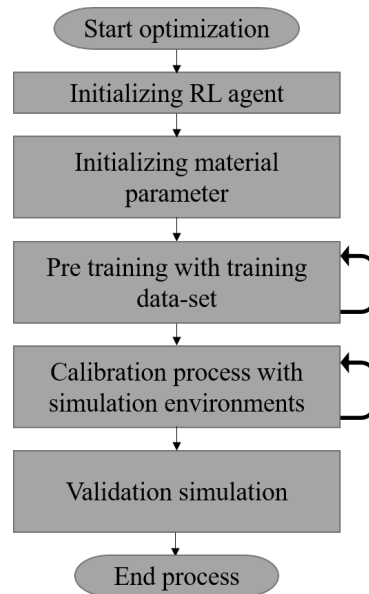 Start optimization
Initializing RL agent
Initializing material
parameter
Pre training with training
data-set
Calibration process with
simulation environments
Validation simulation
End process